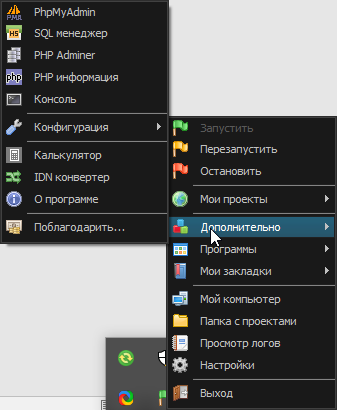 PhpMyAdmin
SQL менеджер
PHP Adminer
PHP информация
Консоль
Конфигурация
Калькулятор
IDN конвертер
О программе
Поблагодарить...
Запустить
Перезапустить
Остановить
Мои проекты
Дополнительно
Программы
Мои закладки
Мой компьютер
Папка с проектами
Просмотр логов
Настройки
Выход